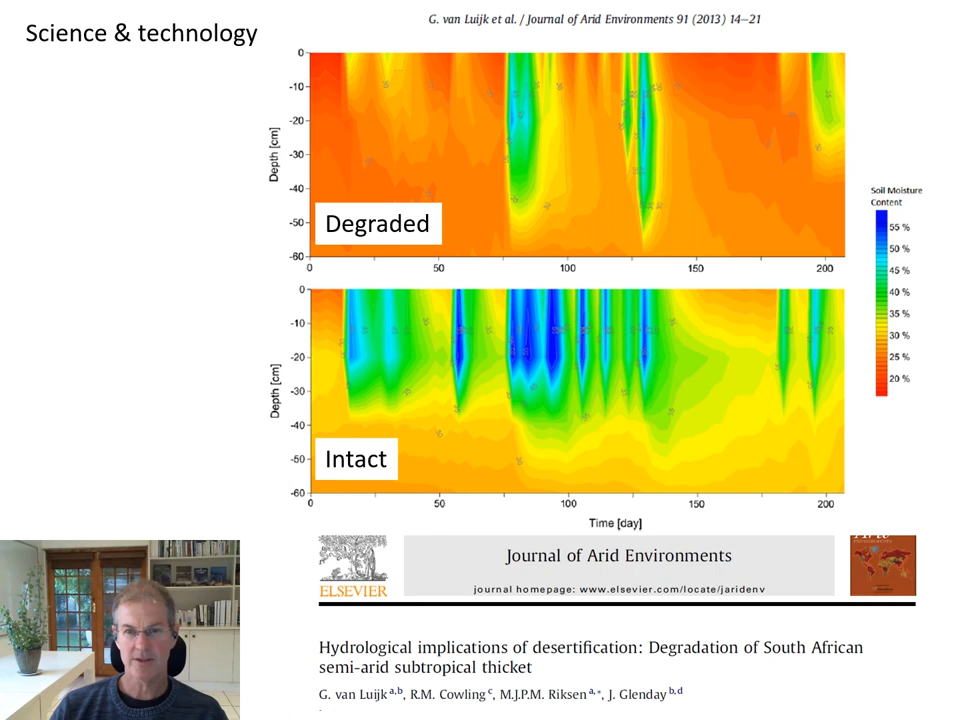 Science & technology
G. van Luijk et al. / Journal of Arid Environments 91 (2013) 14–21
Depth [cm]
0
-10
-20
-30
-40
-50
-60
Degraded
0 50 100 150 200
Soil Moisture
Content
55 %
50 %
45 %
40 %
35 %
30 %
25 %
20 %
Depth [cm]
0
-10
-20
-30
-40
-50
-60
Intact
0 50 100 150 200
Time [day]
ELSEVIER
Journal of Arid Environments
journal homepage: www.elsevier.com/locate/jaridenv
Hydrological implications of desertification: Degradation of South African
semi-arid subtropical thicket
G. van Luijk a,b, R.M. Cowling c, M.J.P.M. Riksen a,*, J. Glenday b,d